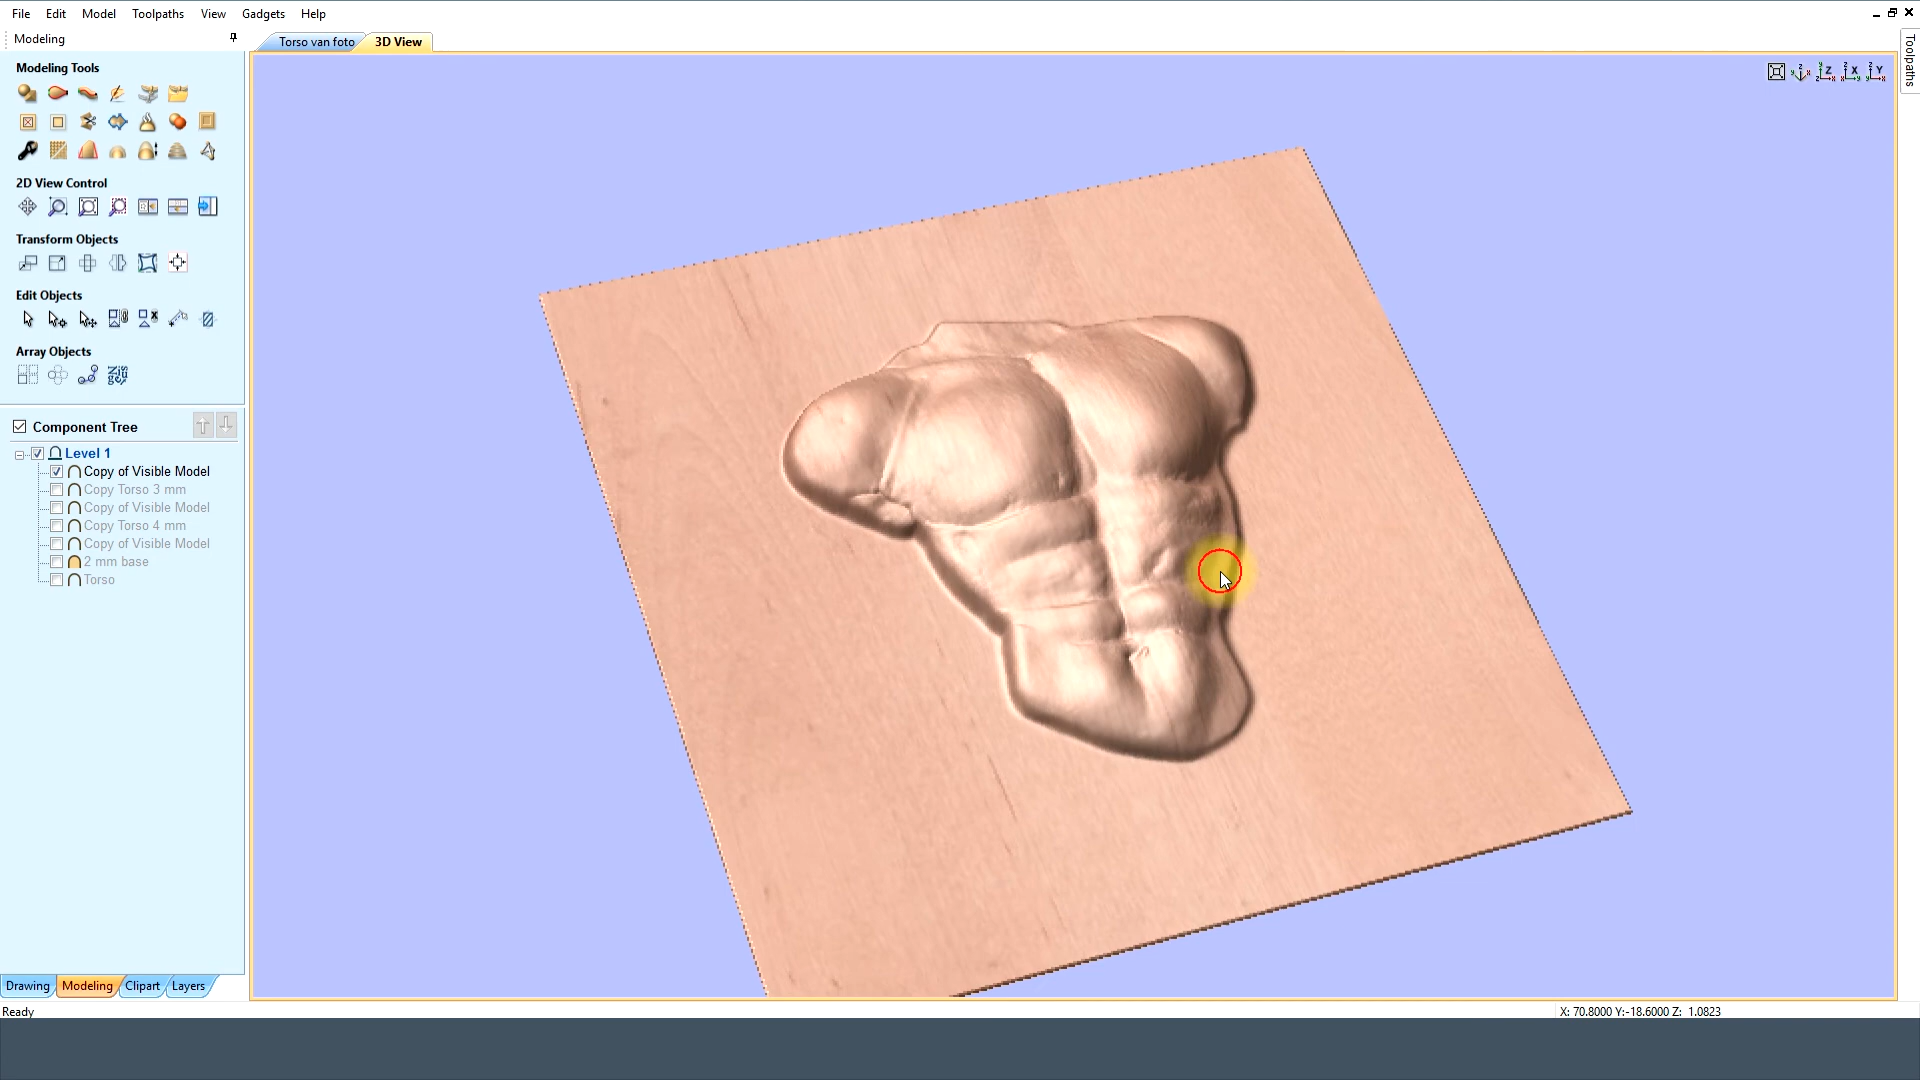 File Edit Model Toolpaths View Gadgets Help
Modeling
Torso van foto 3D View
Toolpaths
Modeling Tools
2D View Control
Transform Objects
Edit Objects
Array Objects
Component Tree
Level 1
Copy of Visible Model
Copy Torso 3 mm
Copy of Visible Model
Copy Torso 4 mm
Copy of Visible Model
2 mm base
Torso
Drawing Modeling Clipart Layers
Ready
X: 70.8000 Y:-18.6000 Z: 1.0823